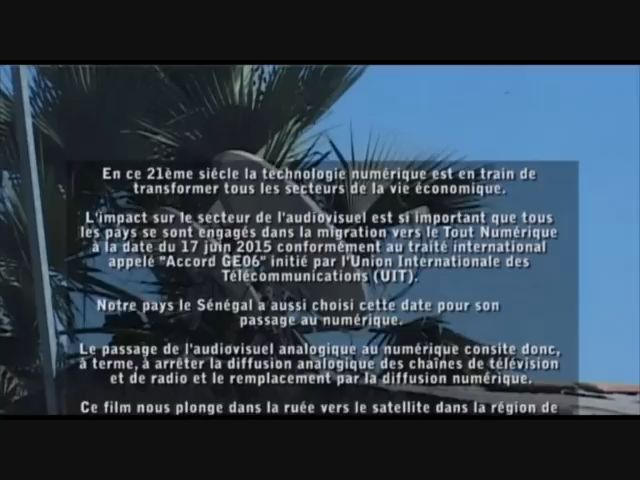 En ce 21ème siécle la technologie numérique est en train de
transformer tous les secteurs de la vie économique.
L'impact sur le secteur de l'audiovisuel est si important que tous
les pays se sont engagés dans la migration vers le Tout Numérique
à la date du 17 juin 2015 conformément au traité international
appelé "Accord GE06" initié par l'Union Internationale des
Télécommunications (UIT).
Notre pays le Sénégal a aussi choisi cette date pour son
passage au numérique.
Le passage de l'audiovisuel analogique au numérique consite donc,
à terme, à arrêter la diffusion analogique des chaînes de télévision
et de radio et le remplacement par la diffusion numérique.
Ce film nous plonge dans la ruée vers le satellite dans la région de